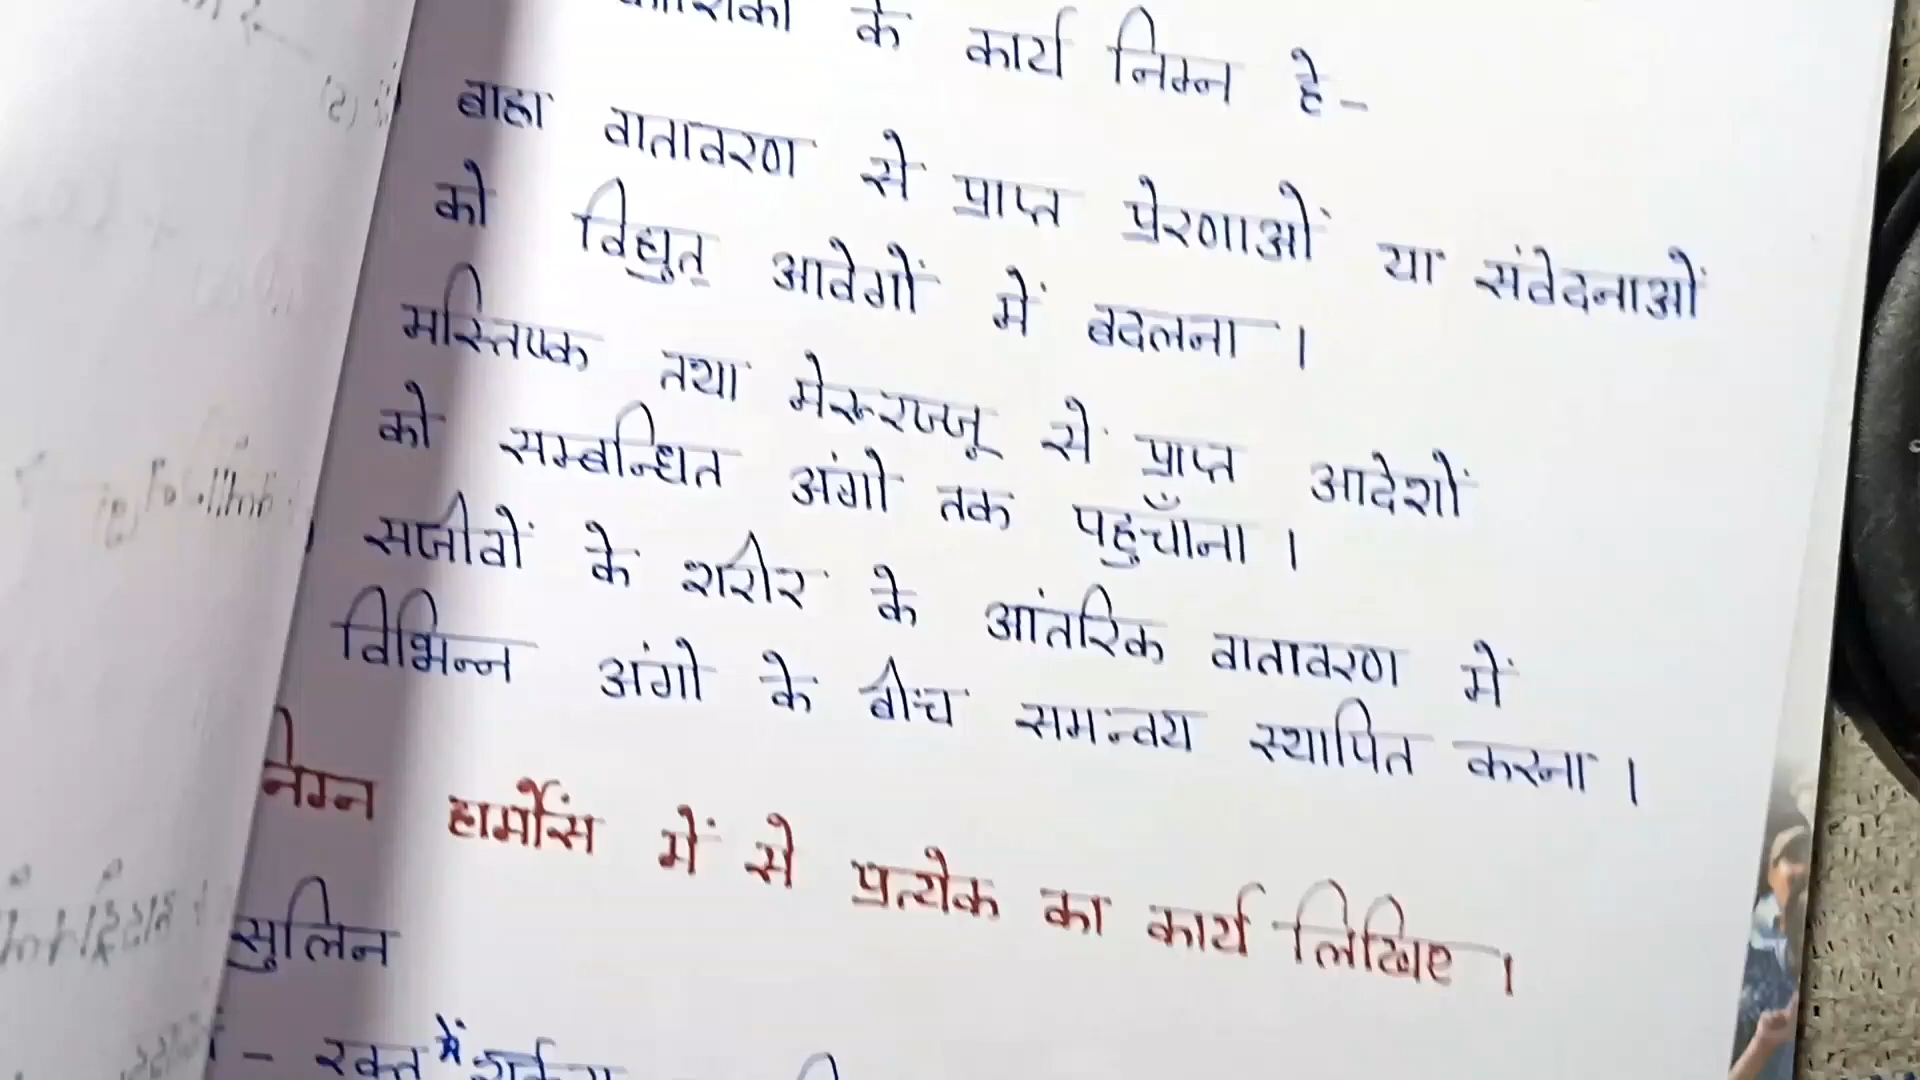 के कार्य निम्न है -
बाह्य वातावरण से प्राप्त प्रेरणाओं या संवेदनाओं
को विद्युत् आवेगों में बदलना ।
मस्तिष्क तथा मेरूरज्जू से प्राप्त आदेशों
को सम्बन्धित अंगो तक पहुचाँना ।
सजीवों के शरीर के आंतरिक वातावरण में
विभिन्न अंगो के बीच समन्वय स्थापित करना ।
निम्न हार्मोंस में से प्रत्येक का कार्य लिखिए ।
सुलिन
- रक्त में